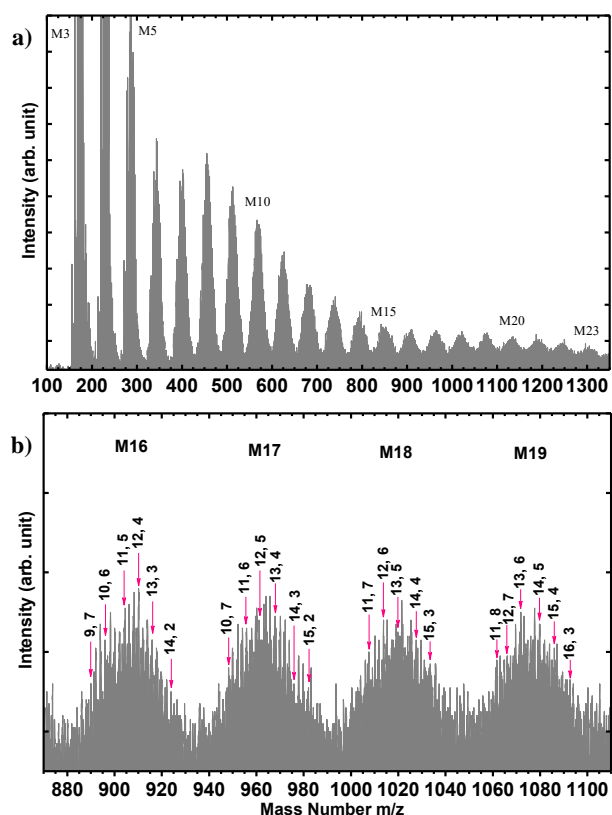 a)
M3
M5
M10
M15
M20
M23
Intensity (arb. unit)
100 200 300 400 500 600 700 800 900 1000 1100 1200 1300
b)
M16 M17 M18 M19
9, 7
10, 6
11, 5
12, 4
13, 3
14, 2
10, 7
11, 6
12, 5
13, 4
14, 3
15, 2
11, 7
12, 6
13, 5
14, 4
15, 3
11, 8
12, 7
13, 6
14, 5
15, 4
16, 3
Intensity (arb. unit)
880 900 920 940 960 980 1000 1020 1040 1060 1080 1100
Mass Number m/z